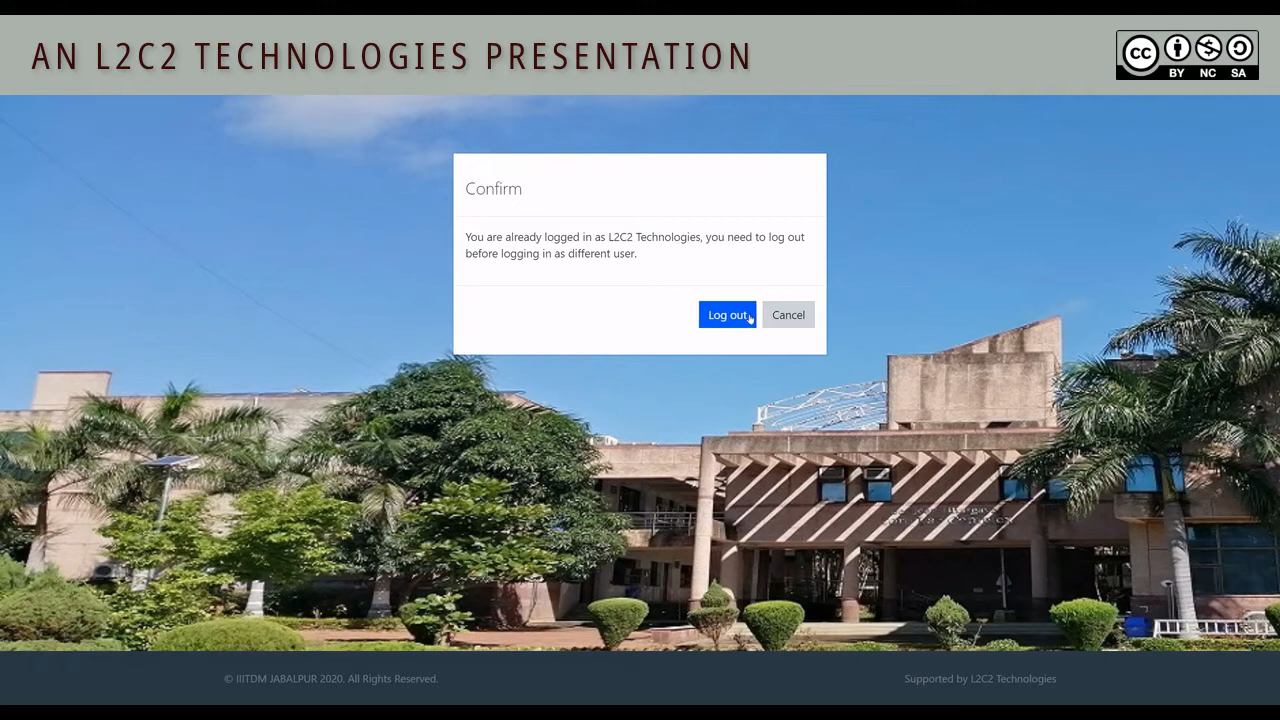 AN L2C2 TECHNOLOGIES PRESENTATION
CC
BY NC SA
Confirm
You are already logged in as L2C2 Technologies, you need to log out
before logging in as different user.
Log out
Cancel
© IIITDM JABALPUR 2020. All Rights Reserved.
Supported by L2C2 Technologies